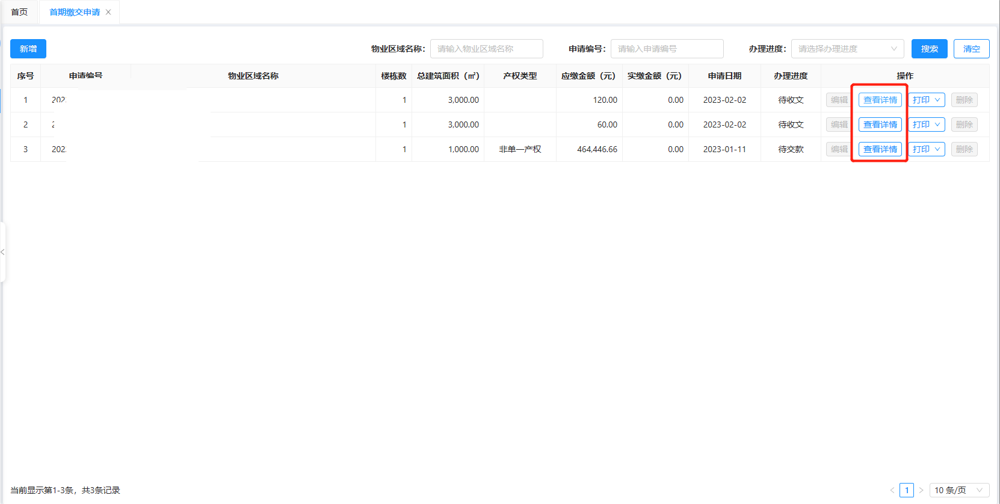 首页 首期缴交申请
新增 物业区域名称： 请输入物业区域名称 申请编号： 请输入申请编号 办理进度： 请选择办理进度 搜索 清空
序号 申请编号 物业区域名称 楼栋数 总建筑面积（㎡） 产权类型 应缴金额（元） 实缴金额（元） 申请日期 办理进度 操作
1 202 1 3,000.00 120.00 0.00 2023-02-02 待收文 编辑 查看详情 打印 删除
2 2 1 3,000.00 60.00 0.00 2023-02-02 待收文 编辑 查看详情 打印 删除
3 202 1 1,000.00 非单一产权 464,446.66 0.00 2023-01-11 待交款 编辑 查看详情 打印 删除
当前显示第1-3条，共3条记录 < 1 > 10 条/页